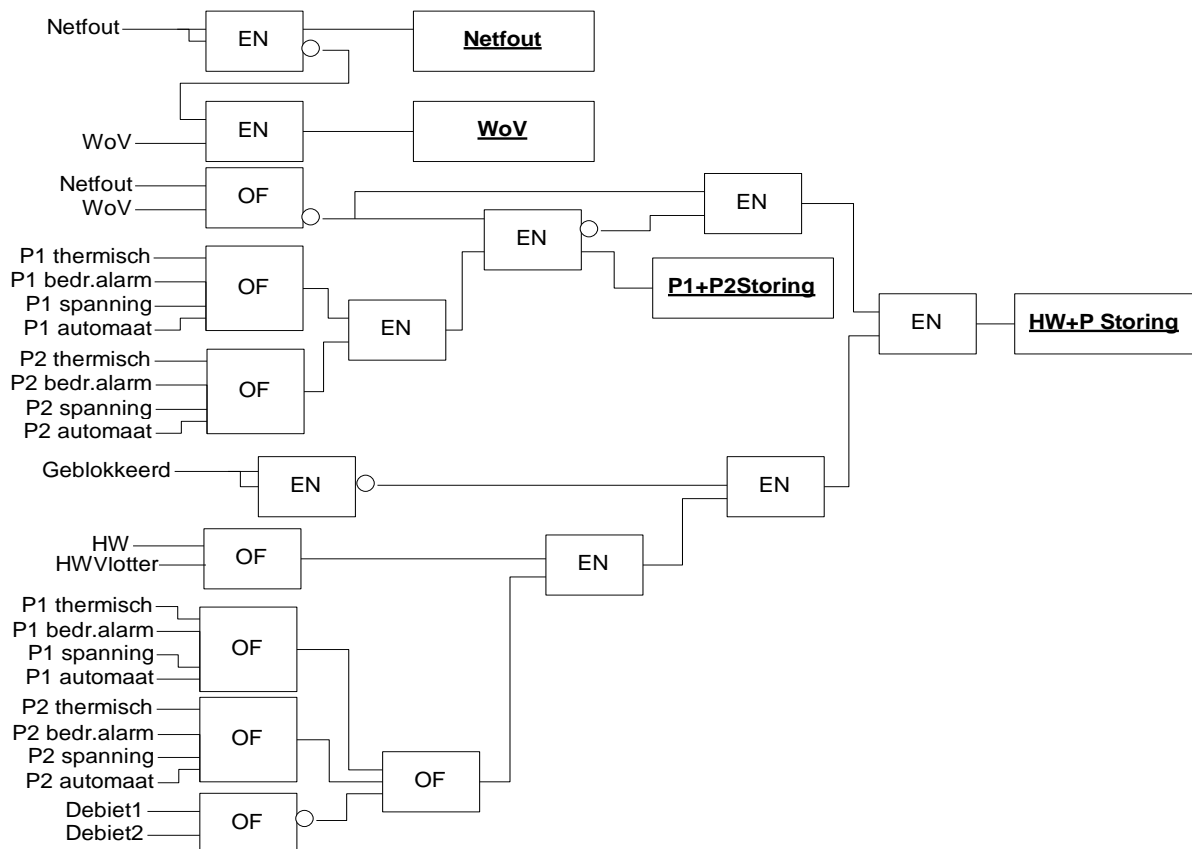 Netfout
EN
Netfout
EN
WoV
WoV
Netfout
WoV
OF
EN
EN
P1 thermisch
P1 bedr.alarm
P1 spanning
P1 automaat
OF
P1+P2Storing
EN
EN
HW+P Storing
P2 thermisch
P2 bedr.alarm
P2 spanning
P2 automaat
OF
Geblokkeerd
EN
EN
HW
HWVlotter
OF
EN
P1 thermisch
P1 bedr.alarm
P1 spanning
P1 automaat
OF
P2 thermisch
P2 bedr.alarm
P2 spanning
P2 automaat
OF
OF
Debiet1
Debiet2
OF